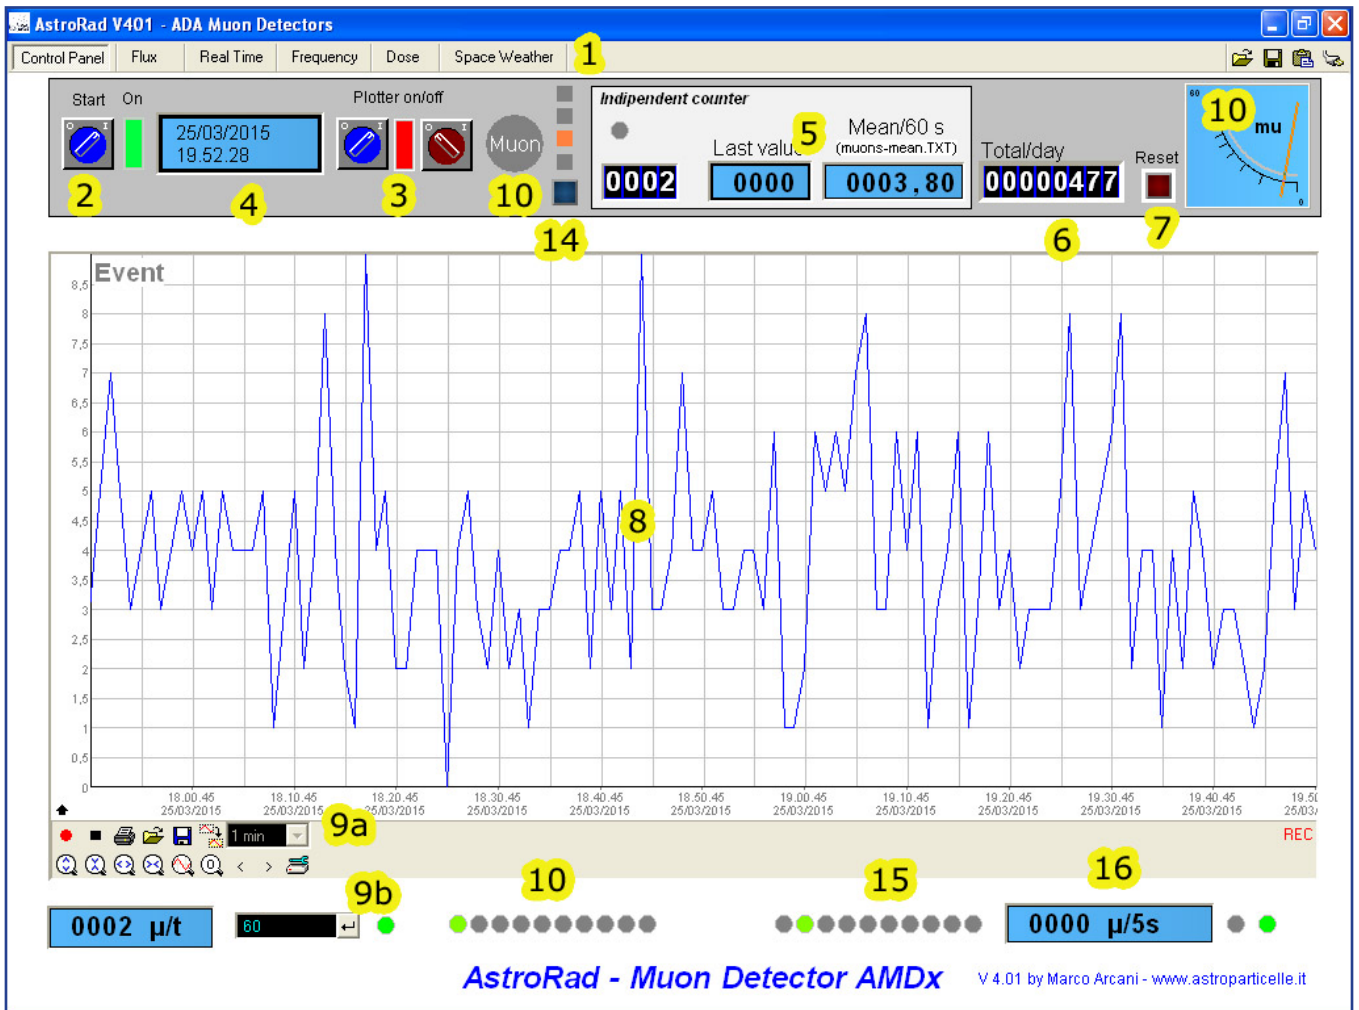 AstroRad V401 - ADA Muon Detectors
Control Panel Flux Real Time Frequency Dose Space Weather 1
Start On Plotter on/off
O I O I O I
25/03/2015
19.52.28
Muon
Indipendent counter
Last value 5 Mean/60 s
(muons-mean.TXT)
0002 0000 0003,80
Total/day
00000477
Reset
60 10 mu
0
2 4 3 10 14 6 7
Event
8,5
8
7,5
7
6,5
6
5,5
5
4,5
4
3,5
3
2,5
2
1,5
1
0,5
0
8
18.00.45 18.10.45 18.20.45 18.30.45 18.40.45 18.50.45 19.00.45 19.10.45 19.20.45 19.30.45 19.40.45 19.50
25/03/2015 25/03/2015 25/03/2015 25/03/2015 25/03/2015 25/03/2015 25/03/2015 25/03/2015 25/03/2015 25/03/2015 25/03/2015 25/03/
1 min 9a REC
0 < >
9b 10 15 16
0002 µ/t 60 0000 µ/5s
AstroRad - Muon Detector AMDx V 4.01 by Marco Arcani - www.astroparticelle.it